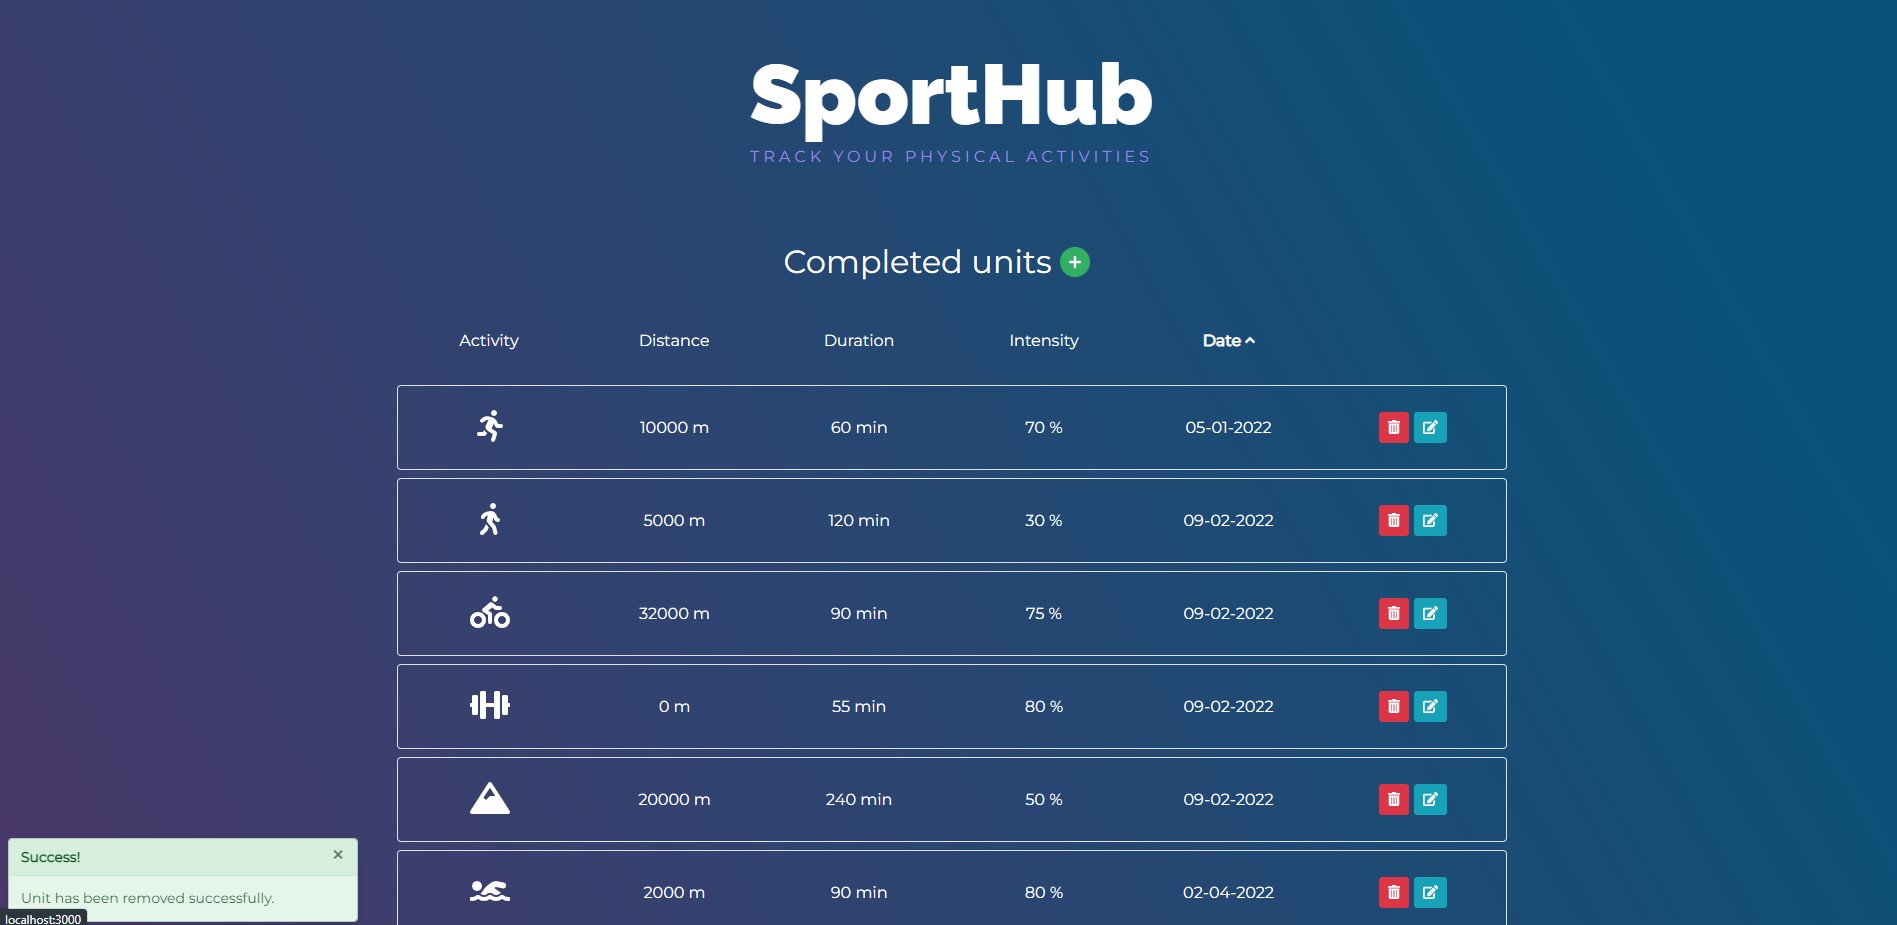 SportHub
TRACK YOUR PHYSICAL ACTIVITIES
Completed units
Activity Distance Duration Intensity Date
10000 m 60 min 70 % 05-01-2022
5000 m 120 min 30 % 09-02-2022
32000 m 90 min 75 % 09-02-2022
0 m 55 min 80 % 09-02-2022
20000 m 240 min 50 % 09-02-2022
2000 m 90 min 80 % 02-04-2022
Success! ×
Unit has been removed successfully.
localhost:3000